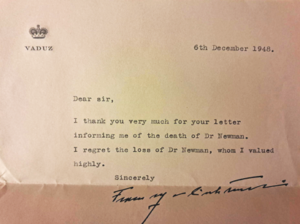 VADUZ
6th December 1948.
Dear sir,
I thank you very much for your letter
informing me of the death of Dr Newman.
I regret the loss of Dr Newman, whom I valued
highly.
Sincerely